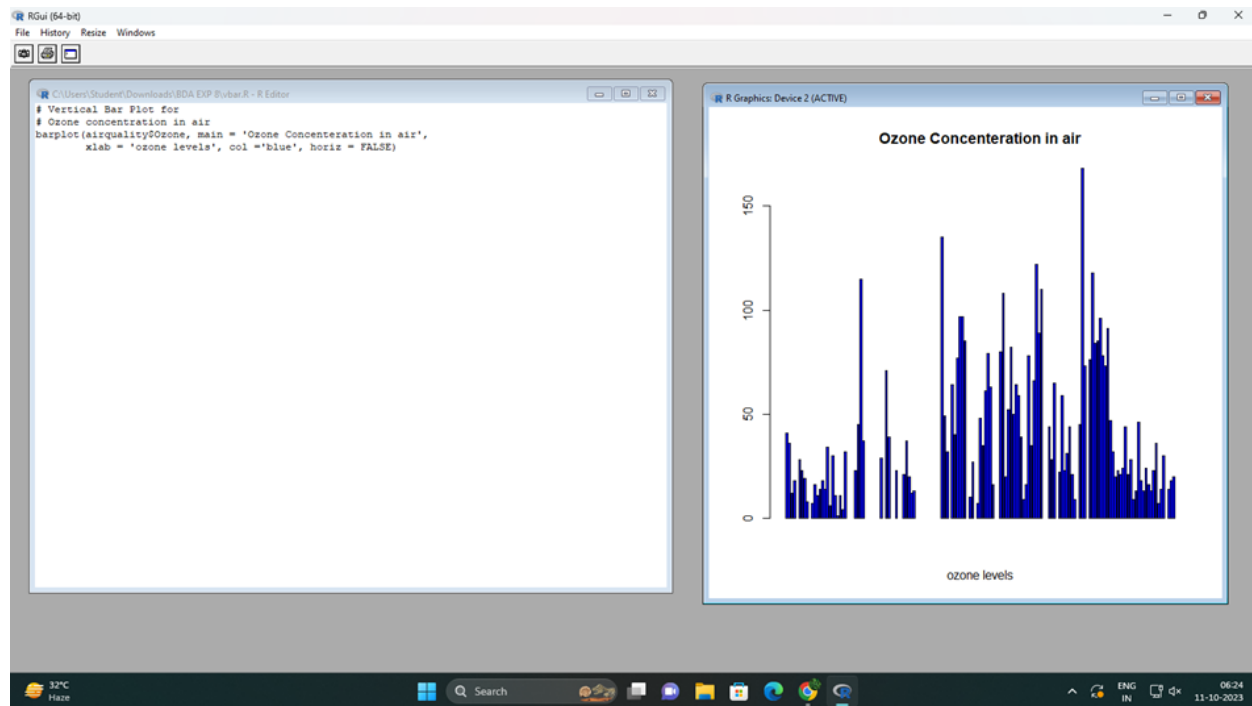 RGui (64-bit)
File History Resize Windows
C:\Users\Student\Downloads\BDA EXP 8\vbar.R - R Editor
# Vertical Bar Plot for
# Ozone concentration in air
barplot(airquality$Ozone, main = 'Ozone Concenteration in air',
xlab = 'ozone levels', col ='blue', horiz = FALSE)
R Graphics: Device 2 (ACTIVE)
Ozone Concenteration in air
150
100
50
0
ozone levels
32°C
Haze
Search
ENG
IN
06:24
11-10-2023